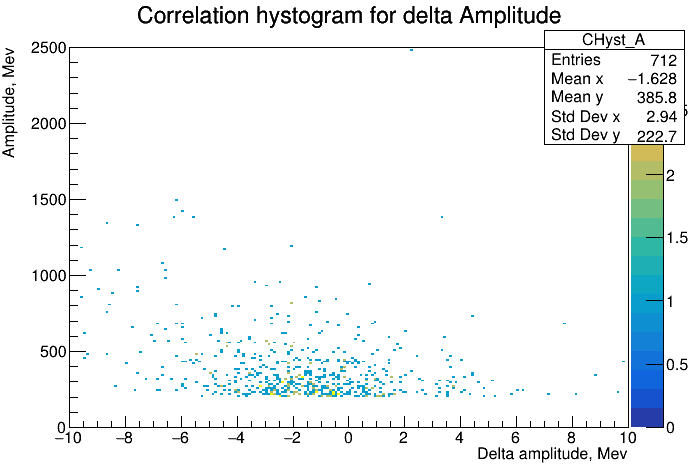 Correlation hystogram for delta Amplitude
CHyst_A
Entries 712
Mean x −1.628
Mean y 385.8
Std Dev x 2.94
Std Dev y 222.7
Amplitude, Mev
2500
2000
1500
1000
500
0
−10 −8 −6 −4 −2 0 2 4 6 8 10
Delta amplitude, Mev
2
1.5
1
0.5
0